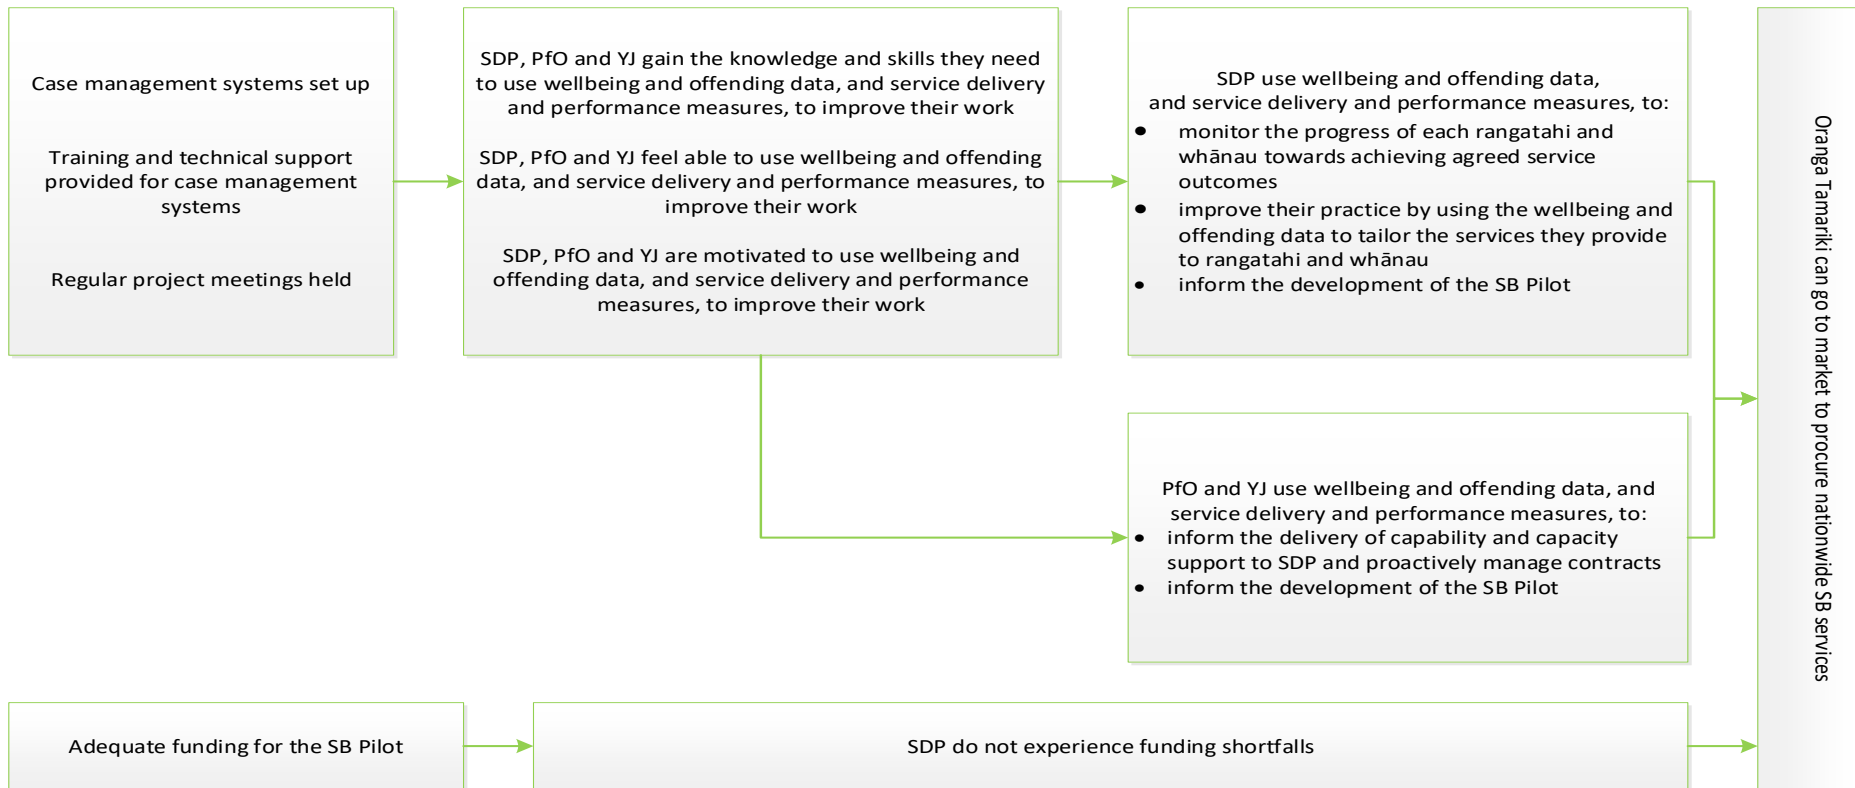 Case management systems set up
Training and technical support
provided for case management
systems
Regular project meetings held
SDP, PfO and YJ gain the knowledge and skills they need
to use wellbeing and offending data, and service delivery
and performance measures, to improve their work
SDP, PfO and YJ feel able to use wellbeing and offending
data, and service delivery and performance measures, to
improve their work
SDP, PfO and YJ are motivated to use wellbeing and
offending data, and service delivery and performance
measures, to improve their work
SDP use wellbeing and offending data,
and service delivery and performance measures, to:
• monitor the progress of each rangatahi and
whānau towards achieving agreed service
outcomes
• improve their practice by using the wellbeing and
offending data to tailor the services they provide
to rangatahi and whānau
• inform the development of the SB Pilot
PfO and YJ use wellbeing and offending data, and
service delivery and performance measures, to:
• inform the delivery of capability and capacity
support to SDP and proactively manage contracts
• inform the development of the SB Pilot
Oranga Tamariki can go to market to procure nationwide SB services
Adequate funding for the SB Pilot
SDP do not experience funding shortfalls